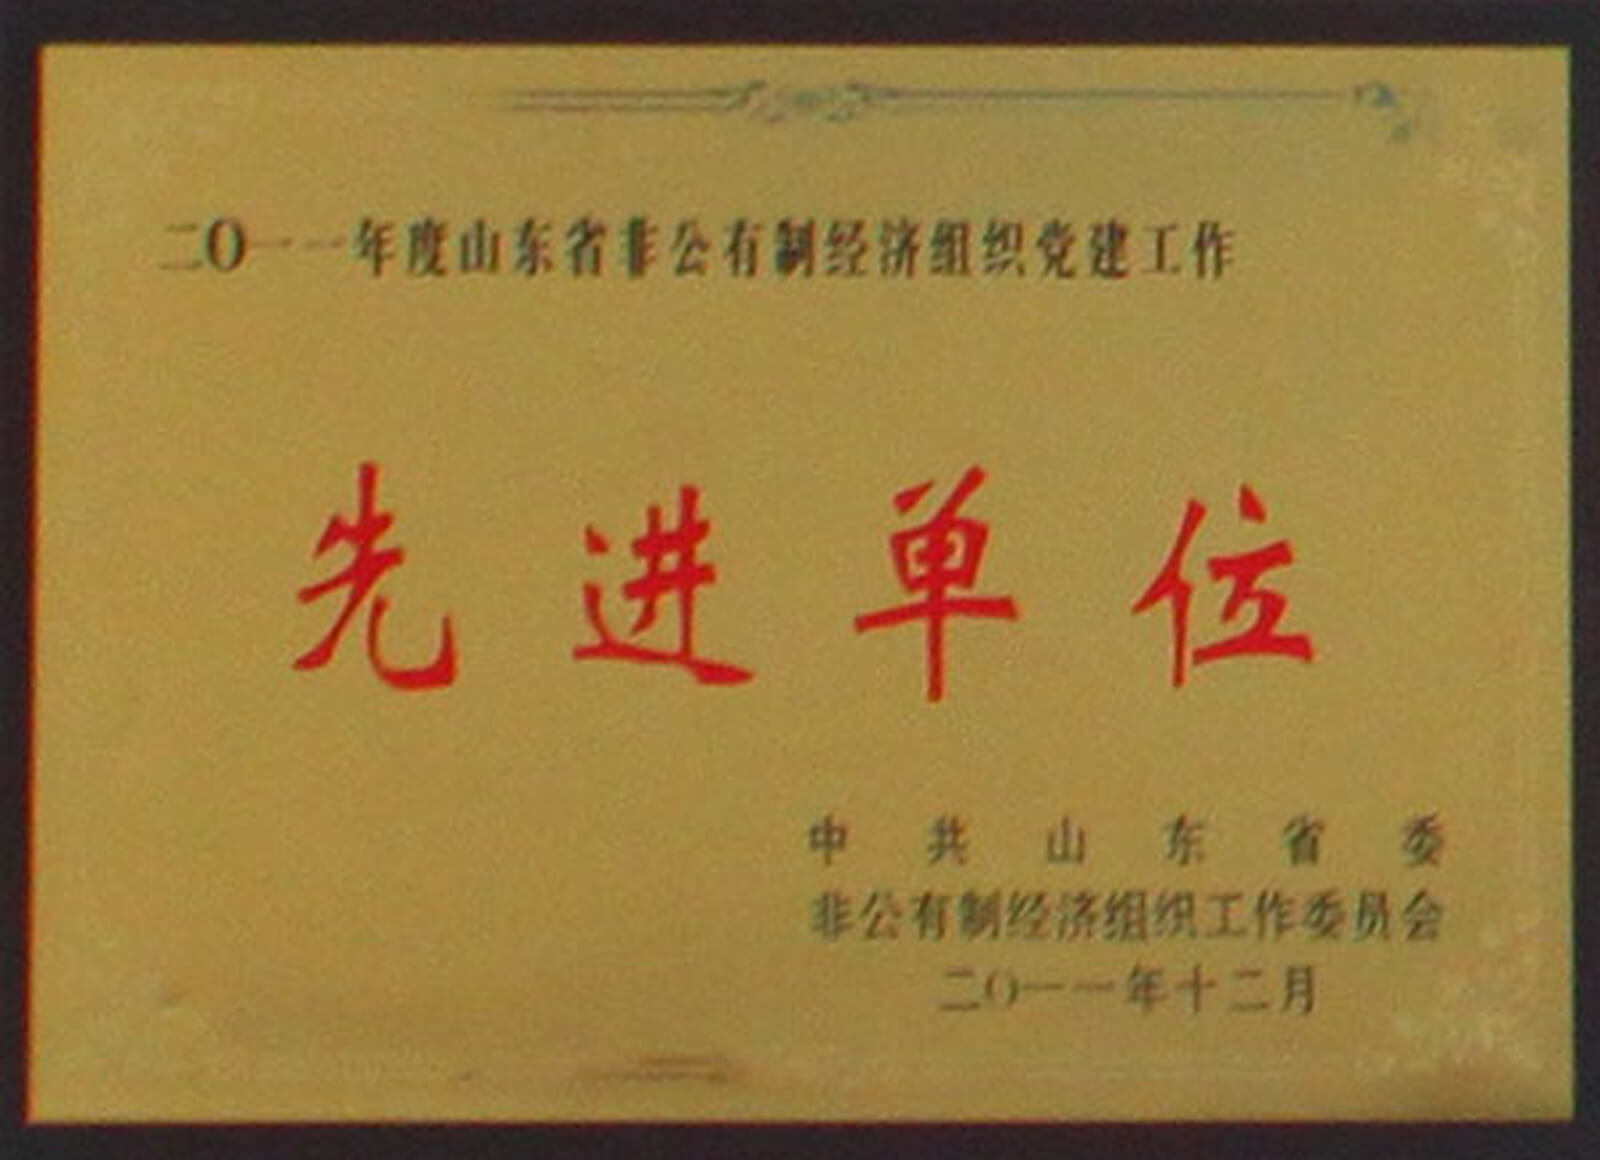 二〇一一年度山东省非公有制经济组织党建工作
先进单位
中共山东省委
非公有制经济组织工作委员会
二〇一一年十二月